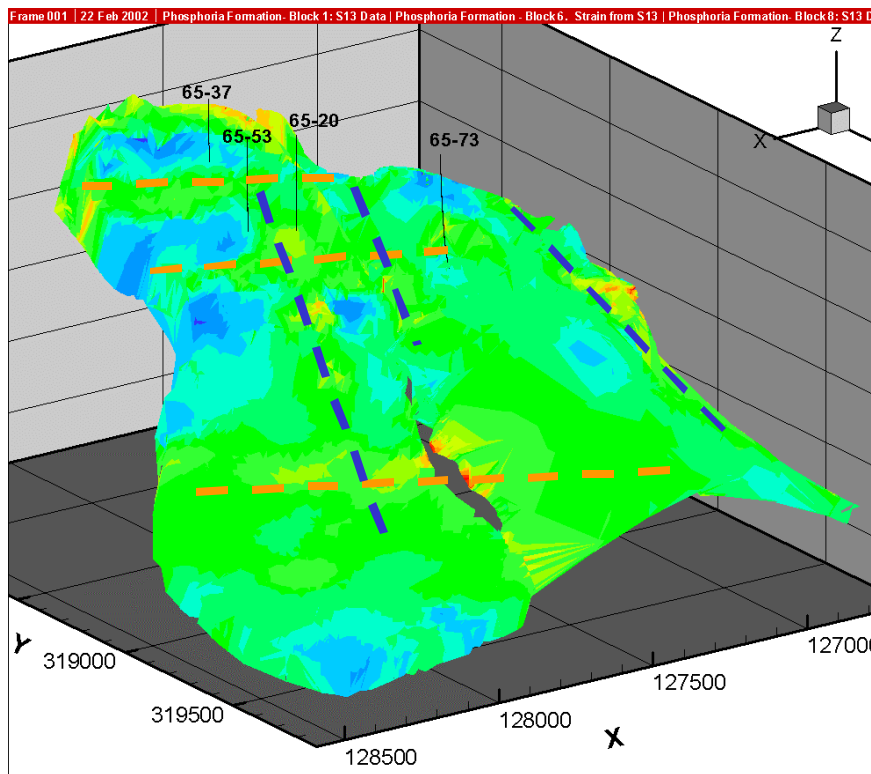 Frame 001 | 22 Feb 2002 | Phosphoria Formation- Block 1: S13 Data | Phosphoria Formation - Block 6. Strain from S13 | Phosphoria Formation- Block 8: S13 D
Z
X
65-37
65-20
65-53
65-73
Y
319000
319500
127000
127500
128000
128500
X